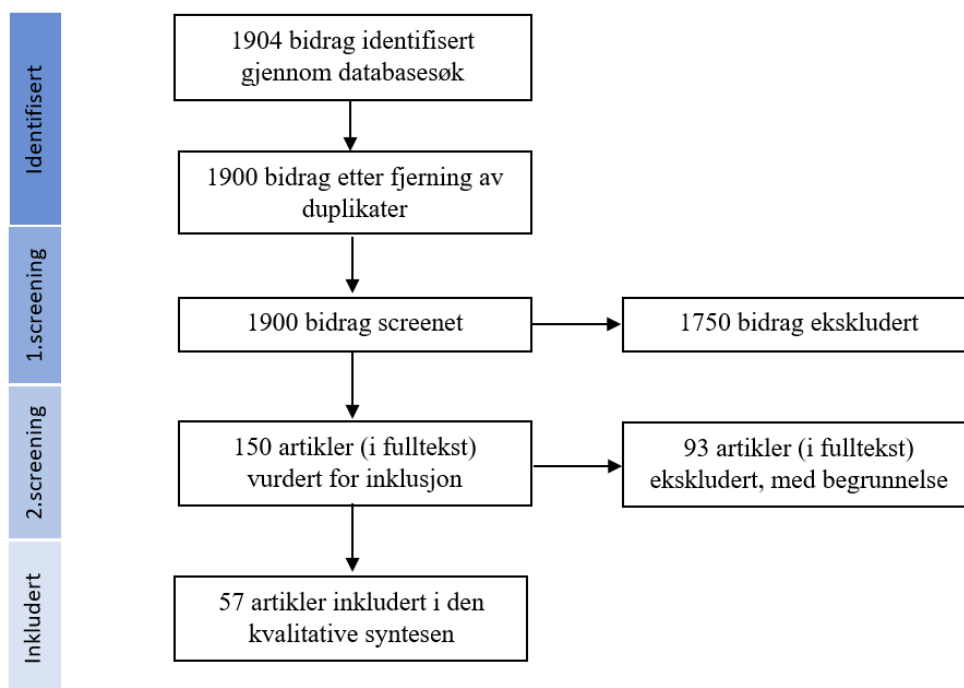 Identifisert
1904 bidrag identifisert
gjennom databasesøk
1900 bidrag etter fjerning av
duplikater
1.screening
1900 bidrag screenet
1750 bidrag ekskludert
2.screening
150 artikler (i fulltekst)
vurdert for inklusjon
93 artikler (i fulltekst)
ekskludert, med begrunnelse
Inkludert
57 artikler inkludert i den
kvalitative syntesen